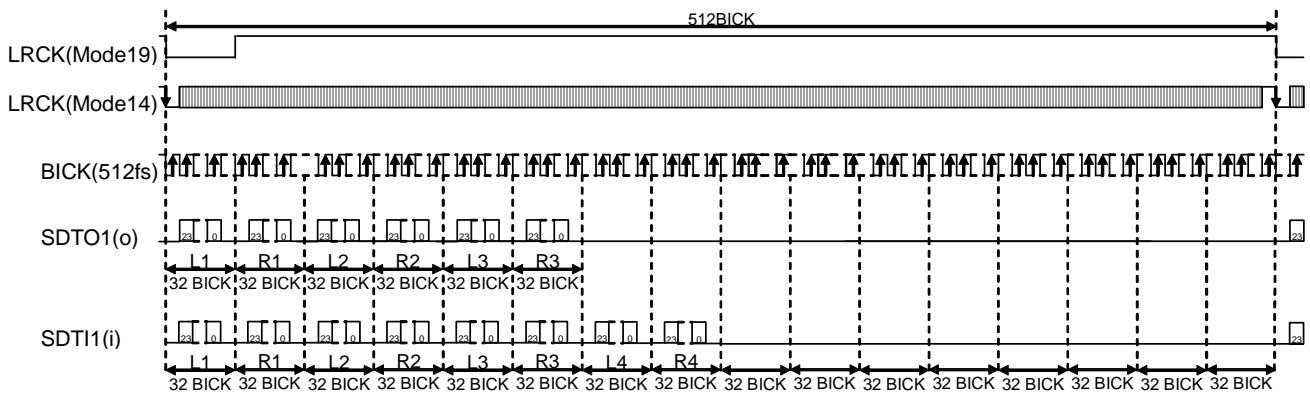 512BICK
LRCK(Mode19)
LRCK(Mode14)
BICK(512fs)
SDTO1(o)
23 0 23 0 23 0 23 0 23 0 23 0 23
L1 R1 L2 R2 L3 R3
32 BICK 32 BICK 32 BICK 32 BICK 32 BICK 32 BICK
SDTI1(i)
23 0 23 0 23 0 23 0 23 0 23 0 23 0 23 0 23
L1 R1 L2 R2 L3 R3 L4 R4
32 BICK 32 BICK 32 BICK 32 BICK 32 BICK 32 BICK 32 BICK 32 BICK 32 BICK 32 BICK 32 BICK 32 BICK 32 BICK 32 BICK 32 BICK 32 BICK